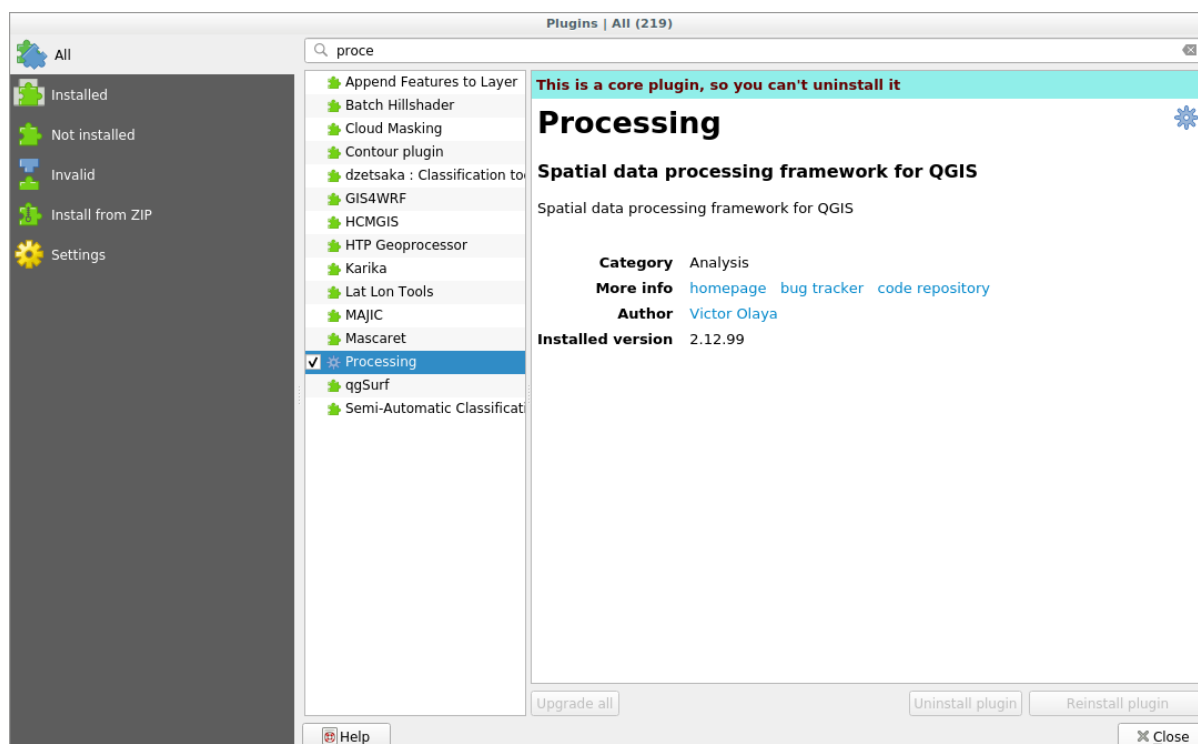 Plugins | All (219)
All
Installed
Not installed
Invalid
Install from ZIP
Settings
proce
Append Features to Layer
Batch Hillshader
Cloud Masking
Contour plugin
dzetsaka : Classification to
GIS4WRF
HCMGIS
HTP Geoprocessor
Karika
Lat Lon Tools
MAJIC
Mascaret
Processing
qgSurf
Semi-Automatic Classificati
This is a core plugin, so you can't uninstall it
Processing
Spatial data processing framework for QGIS
Spatial data processing framework for QGIS
Category Analysis
More info homepage bug tracker code repository
Author Victor Olaya
Installed version 2.12.99
Upgrade all Uninstall plugin Reinstall plugin
Help Close